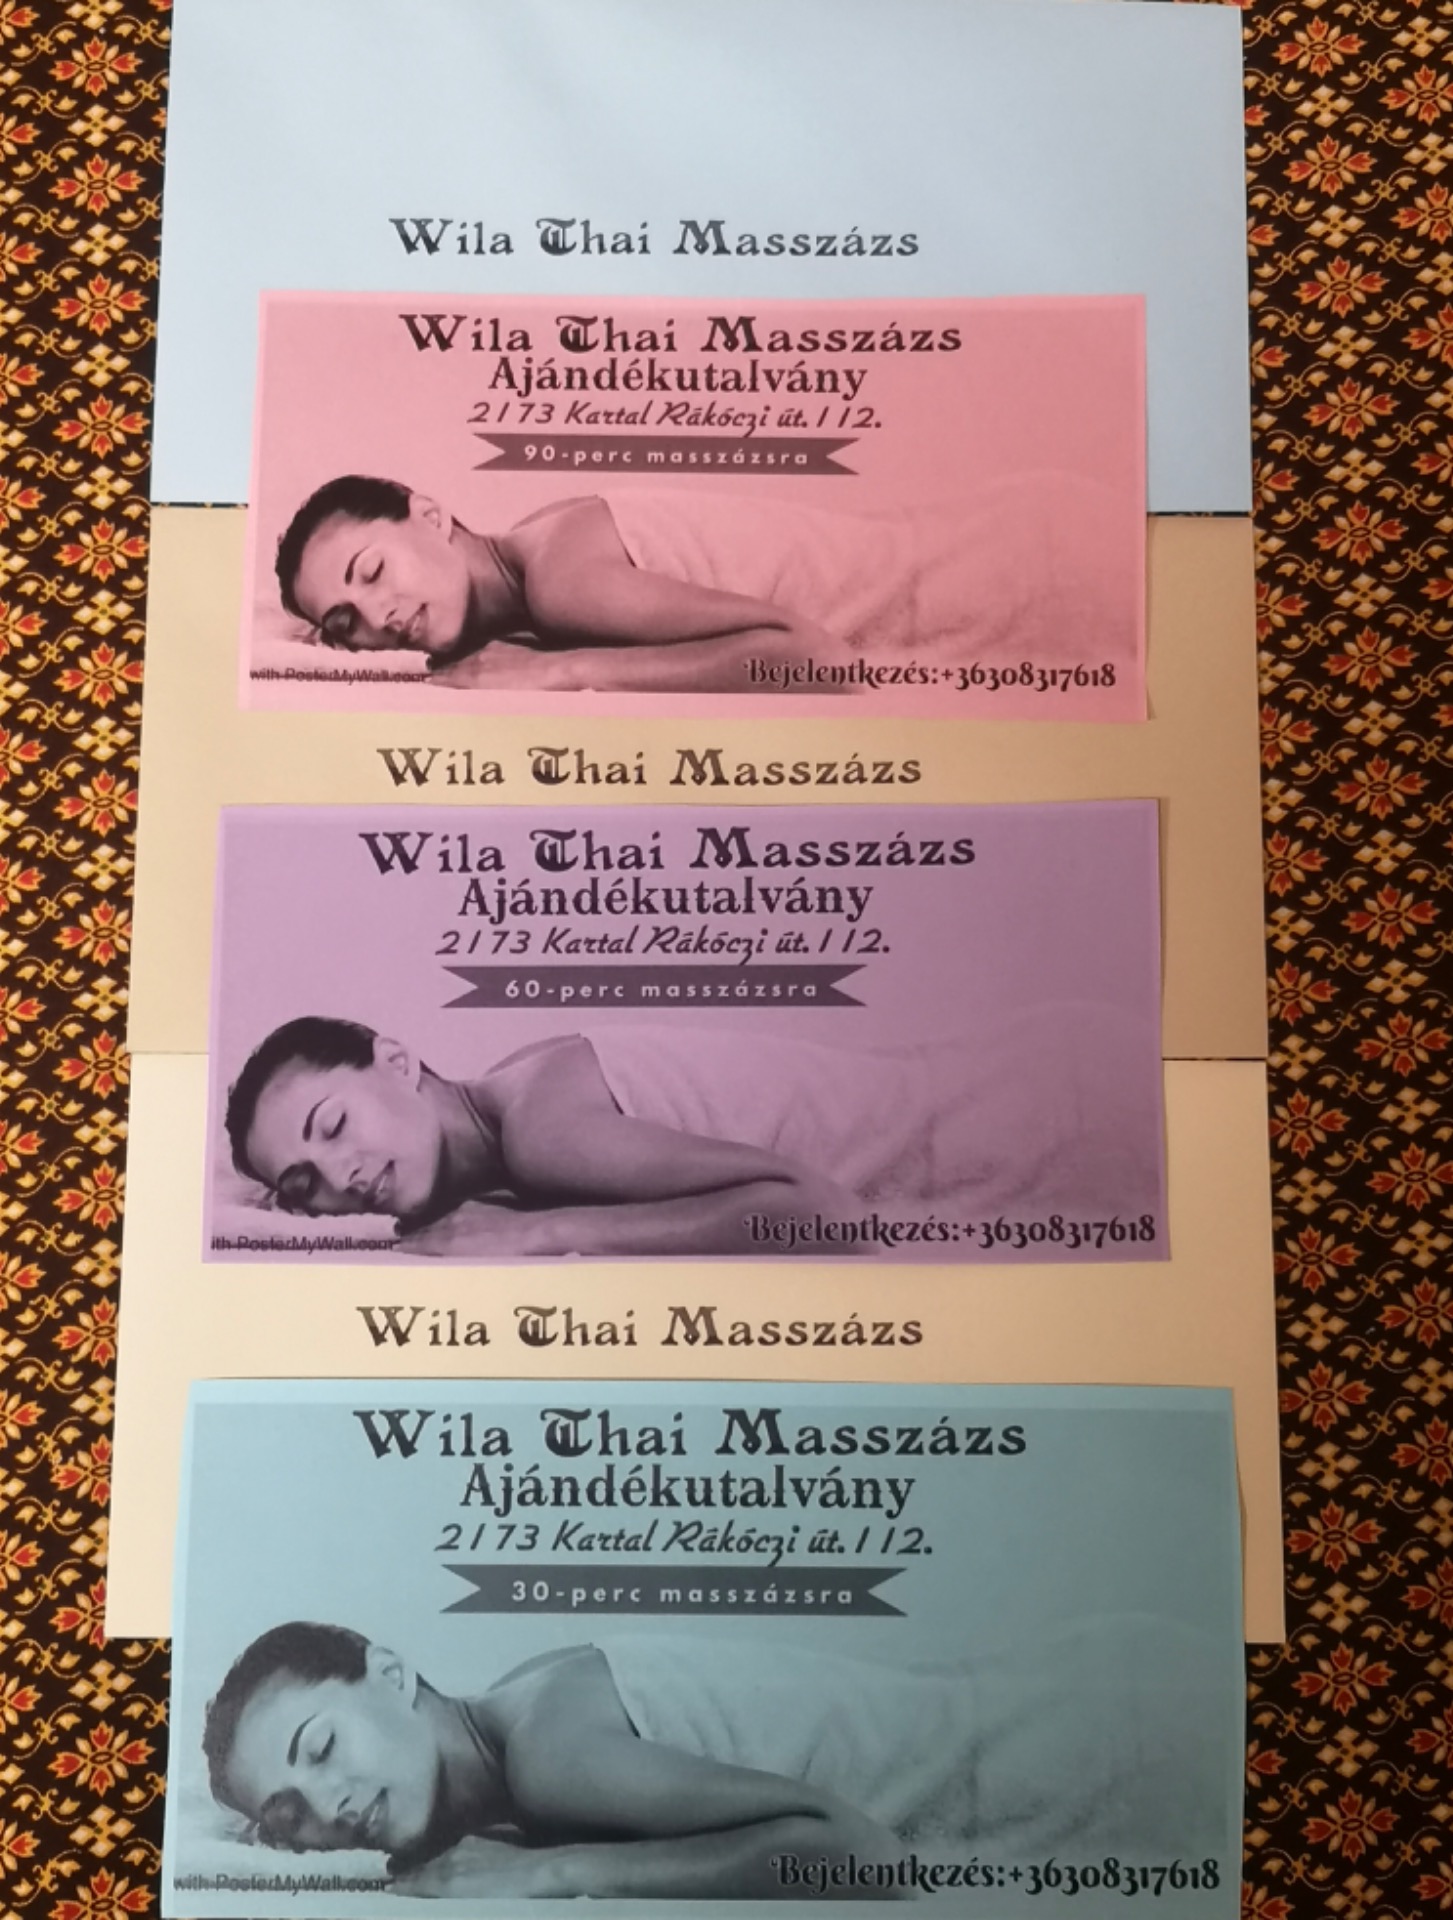 Wila Thai Masszázs
Wila Thai Masszázs
Ajándékutalvány
2173 Kartal Rákóczi út.112.
90-perc masszázsra
with PosterMyWall.com
Bejelentkezés:+36308317618
Wila Thai Masszázs
Wila Thai Masszázs
Ajándékutalvány
2173 Kartal Rákóczi út.112.
60-perc masszázsra
ith PosterMyWall.com
Bejelentkezés:+36308317618
Wila Thai Masszázs
Wila Thai Masszázs
Ajándékutalvány
2173 Kartal Rákóczi út.112.
30-perc masszázsra
with PosterMyWall.com
Bejelentkezés:+36308317618